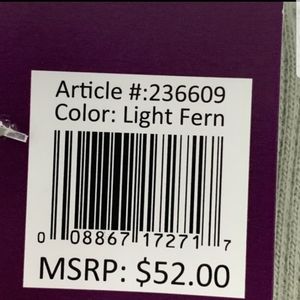 Article #:236609
Color: Light Fern
0 08867 17271 7
MSRP: $52.00